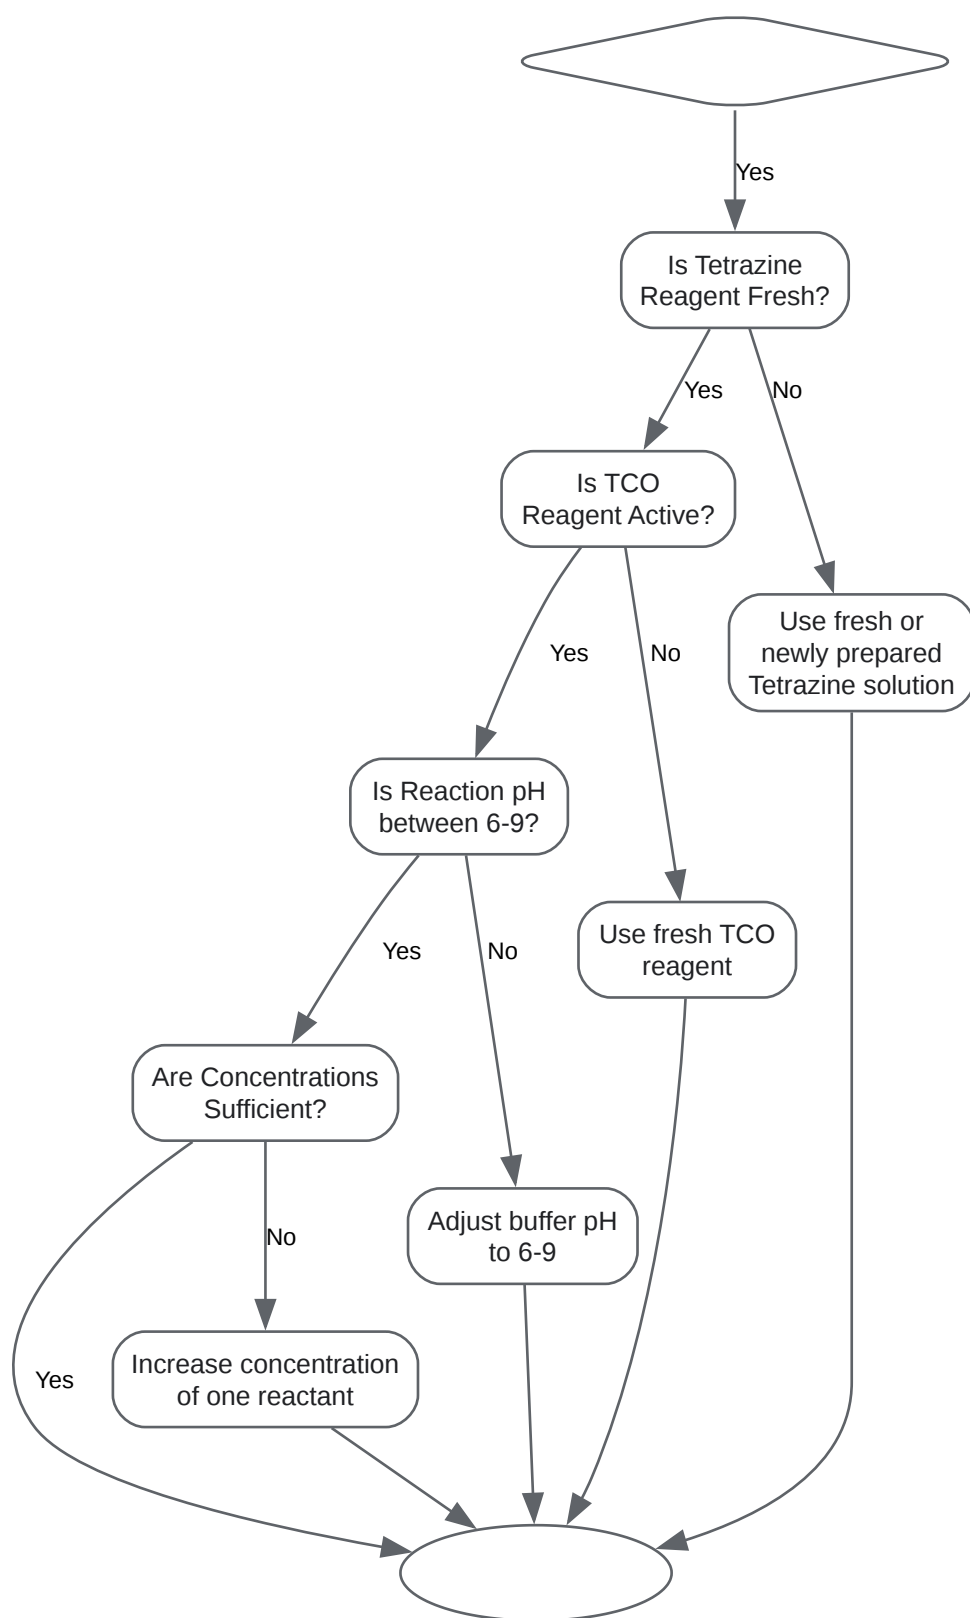 Yes
Is Tetrazine
Reagent Fresh?
Yes
No
Is TCO
Reagent Active?
Use fresh or
newly prepared
Tetrazine solution
Yes
No
Is Reaction pH
between 6-9?
Use fresh TCO
reagent
Yes
No
Are Concentrations
Sufficient?
Adjust buffer pH
to 6-9
No
Increase concentration
of one reactant
Yes